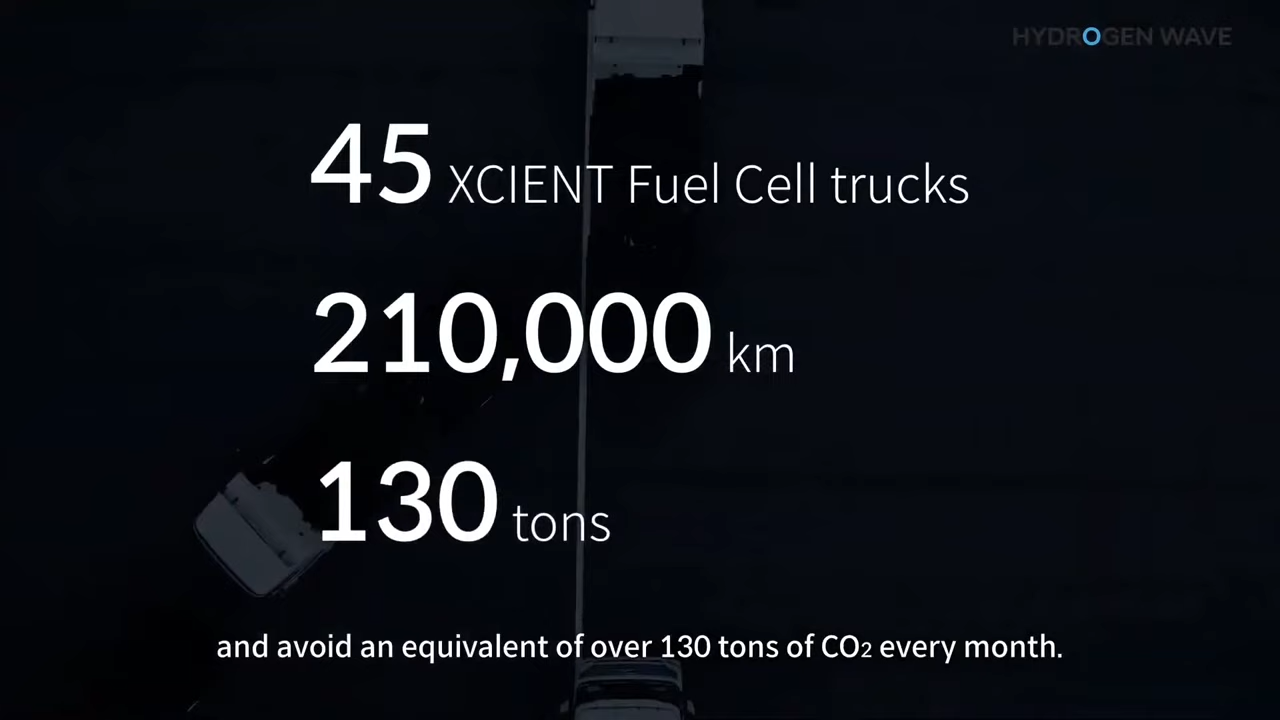 HYDROGEN WAVE
45 XCIENT Fuel Cell trucks
210,000 km
130 tons
and avoid an equivalent of over 130 tons of CO₂ every month.